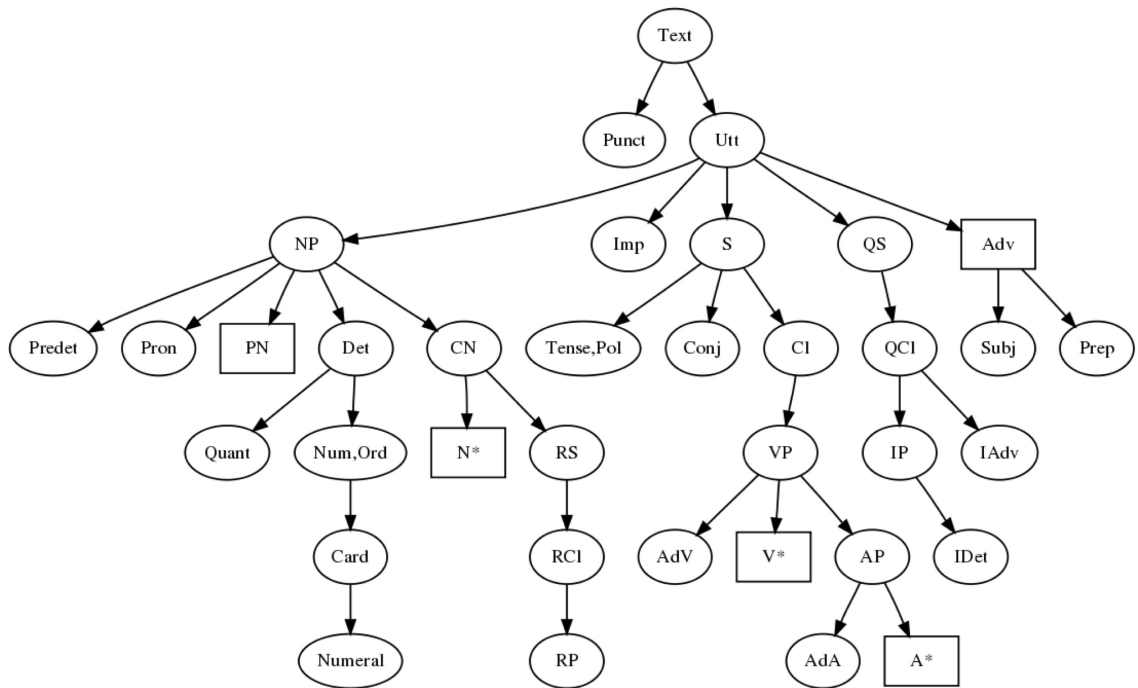 Text
Punct Utt
NP Imp S QS Adv
Predet Pron PN Det CN Tense,Pol Conj Cl QCl Subj Prep
Quant Num,Ord N* RS VP IP IAdv
Card RCl AdV V* AP IDet
Numeral RP AdA A*